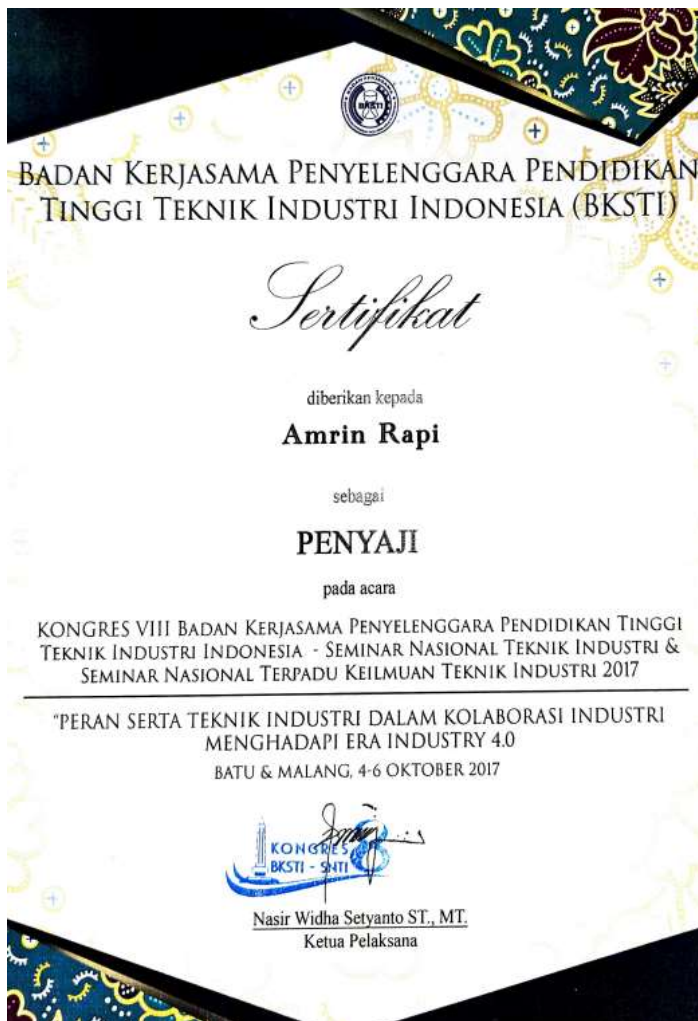 BKSTI
BADAN KERJASAMA PENYELENGGARA PENDIDIKAN
TINGGI TEKNIK INDUSTRI INDONESIA (BKSTI)
Sertifikat
diberikan kepada
Amrin Rapi
sebagai
PENYAJI
pada acara
KONGRES VIII BADAN KERJASAMA PENYELENGGARA PENDIDIKAN TINGGI
TEKNIK INDUSTRI INDONESIA - SEMINAR NASIONAL TEKNIK INDUSTRI &
SEMINAR NASIONAL TERPADU KEILMUAN TEKNIK INDUSTRI 2017
"PERAN SERTA TEKNIK INDUSTRI DALAM KOLABORASI INDUSTRI
MENGHADAPI ERA INDUSTRY 4.0
BATU & MALANG, 4-6 OKTOBER 2017
KONGRES 8
BKSTI - SNTI
Nasir Widha Setyanto ST., MT.
Ketua Pelaksana